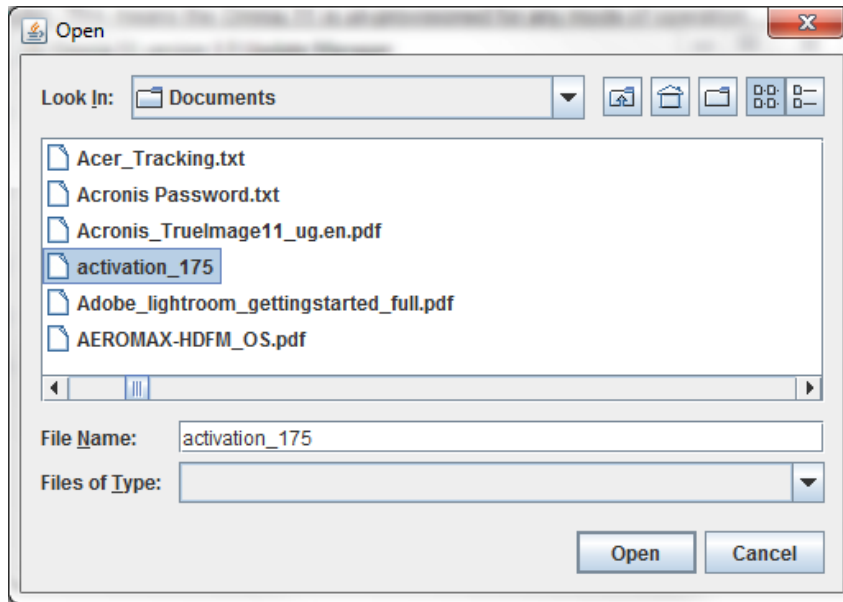 Open
Look In: Documents
Acer_Tracking.txt
Acronis Password.txt
Acronis_TrueImage11_ug.en.pdf
activation_175
Adobe_lightroom_gettingstarted_full.pdf
AEROMAX-HDFM_OS.pdf
File Name: activation_175
Files of Type:
Open Cancel